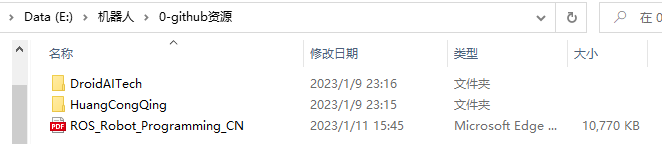 Data (E:) > 机器人 > 0-github资源 在 0
名称 修改日期 类型 大小
DroidAITech 2023/1/9 23:16 文件夹
HuangCongQing 2023/1/9 23:15 文件夹
ROS_Robot_Programming_CN 2023/1/11 15:45 Microsoft Edge ... 10,770 KB